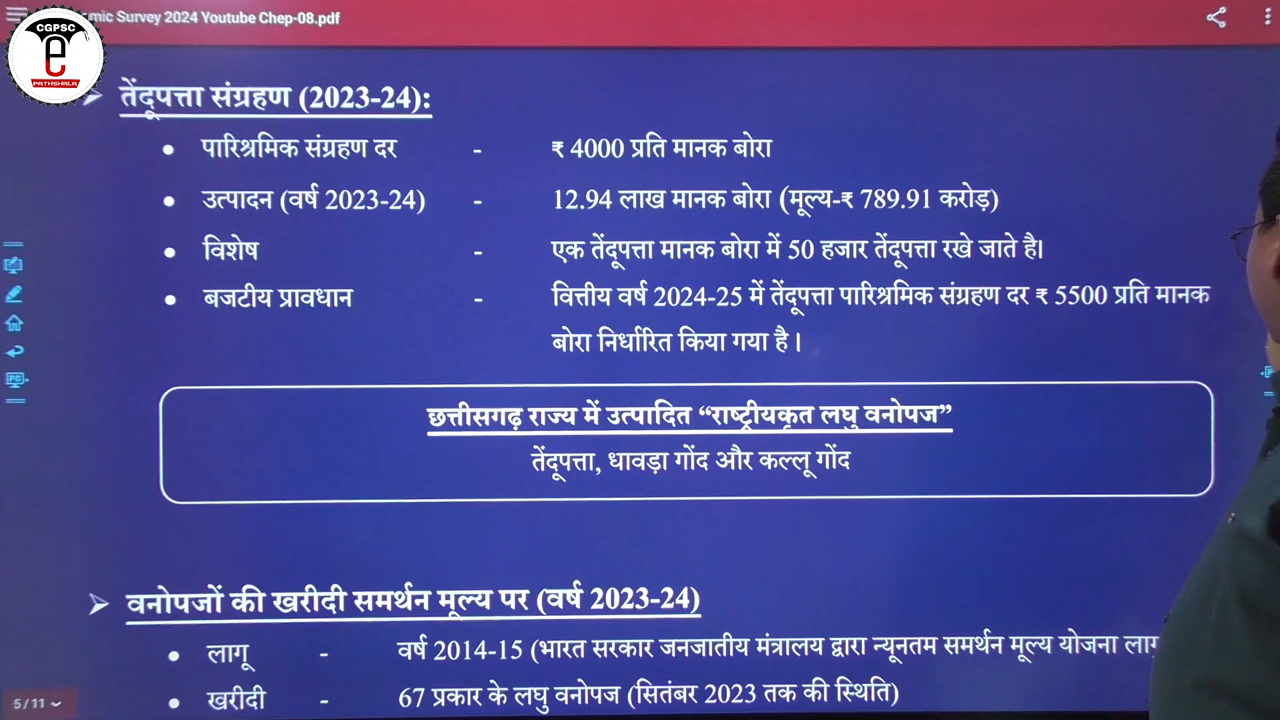 mic Survey 2024 Youtube Chep-08.pdf
CGPSC
e
PATHSHALA
➤ तेंदूपत्ता संग्रहण (2023-24):
• पारिश्रमिक संग्रहण दर - ₹ 4000 प्रति मानक बोरा
• उत्पादन (वर्ष 2023-24) - 12.94 लाख मानक बोरा (मूल्य-₹ 789.91 करोड़)
• विशेष - एक तेंदूपत्ता मानक बोरा में 50 हजार तेंदूपत्ता रखे जाते है।
• बजटीय प्रावधान - वित्तीय वर्ष 2024-25 में तेंदूपत्ता पारिश्रमिक संग्रहण दर ₹ 5500 प्रति मानक
बोरा निर्धारित किया गया है ।
छत्तीसगढ़ राज्य में उत्पादित “राष्ट्रीयकृत लघु वनोपज”
तेंदूपत्ता, धावड़ा गोंद और कल्लू गोंद
➤ वनोपजों की खरीदी समर्थन मूल्य पर (वर्ष 2023-24)
• लागू - वर्ष 2014-15 (भारत सरकार जनजातीय मंत्रालय द्वारा न्यूनतम समर्थन मूल्य योजना लाग
• खरीदी - 67 प्रकार के लघु वनोपज (सितंबर 2023 तक की स्थिति)
5/11